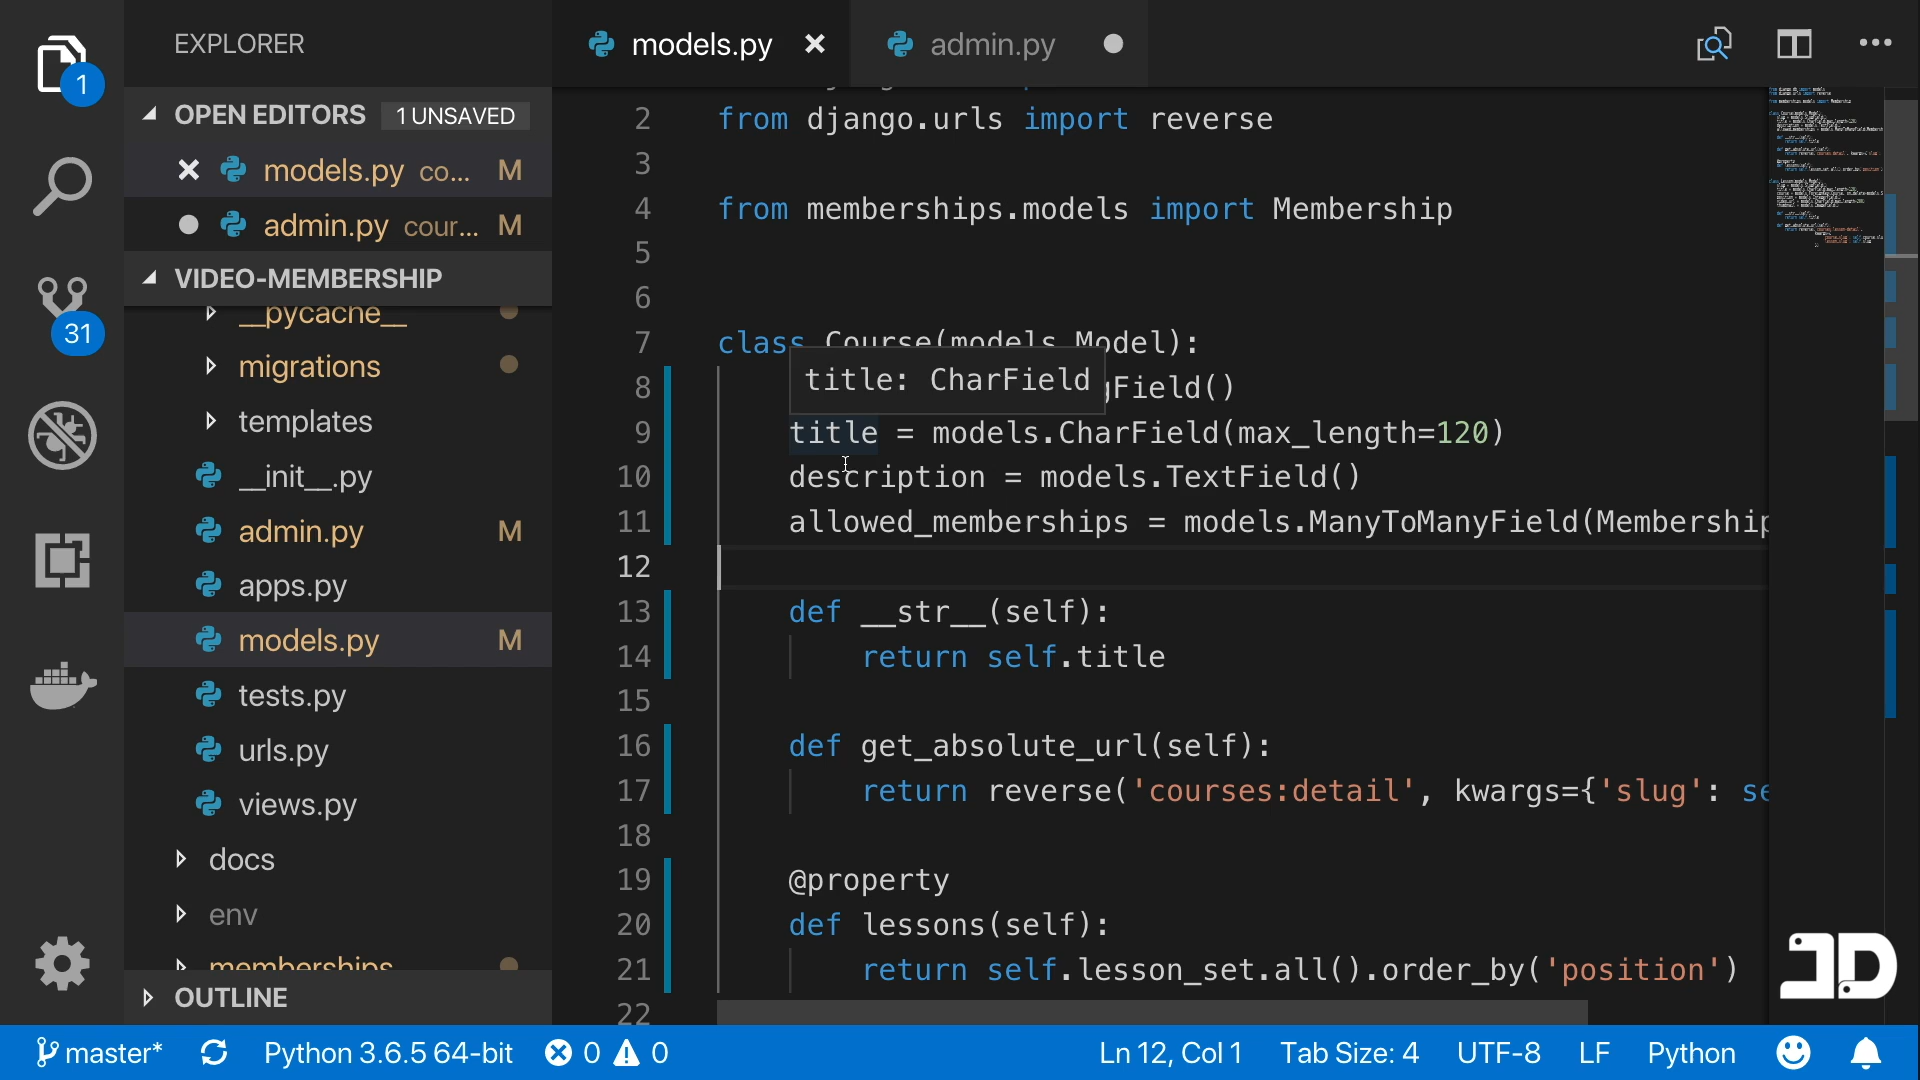 EXPLORER
models.py
admin.py
1
OPEN EDITORS 1 UNSAVED
models.py co... M
admin.py cour... M
VIDEO-MEMBERSHIP
__pycache__
migrations
templates
__init__.py
admin.py M
apps.py
models.py M
tests.py
urls.py
views.py
docs
env
memberships
OUTLINE
31
2 from django.urls import reverse
3
4 from memberships.models import Membership
5
6
7 class Course(models.Model):
title: CharField
8 gField()
9 title = models.CharField(max_length=120)
10 description = models.TextField()
11 allowed_memberships = models.ManyToManyField(Membership
12
13 def __str__(self):
14 return self.title
15
16 def get_absolute_url(self):
17 return reverse('courses:detail', kwargs={'slug': se
18
19 @property
20 def lessons(self):
21 return self.lesson_set.all().order_by('position')
22
JD
master* Python 3.6.5 64-bit 0 0 Ln 12, Col 1 Tab Size: 4 UTF-8 LF Python